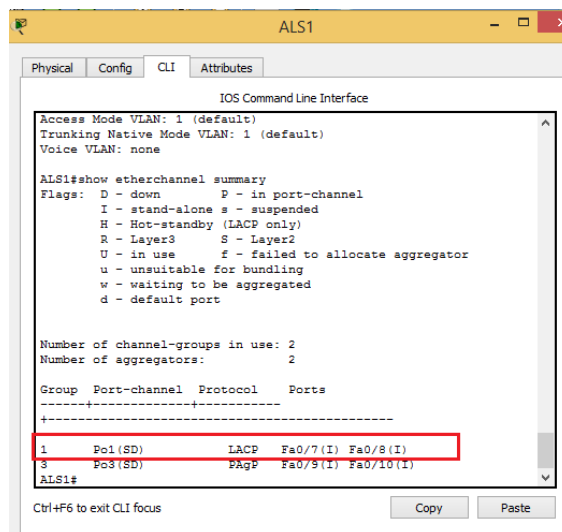 ALS1
Physical Config CLI Attributes
IOS Command Line Interface
Access Mode VLAN: 1 (default)
Trunking Native Mode VLAN: 1 (default)
Voice VLAN: none
ALS1#show etherchannel summary
Flags:  D - down        P - in port-channel
        I - stand-alone s - suspended
        H - Hot-standby (LACP only)
        R - Layer3      S - Layer2
        U - in use      f - failed to allocate aggregator
        u - unsuitable for bundling
        w - waiting to be aggregated
        d - default port
Number of channel-groups in use: 2
Number of aggregators:           2
Group  Port-channel  Protocol    Ports
------+-------------+-----------
+----------------------------------------------
1      Po1(SD)           LACP   Fa0/7(I) Fa0/8(I)
3      Po3(SD)           PAgP   Fa0/9(I) Fa0/10(I)
ALS1#
Ctrl+F6 to exit CLI focus
Copy Paste